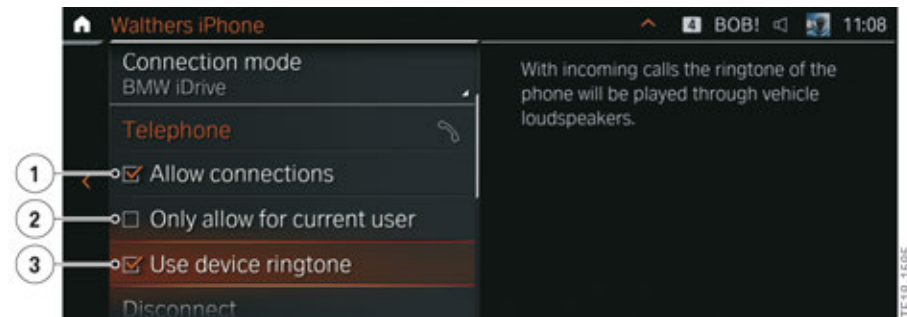 Walthers iPhone
4 BOB! 11:08
Connection mode
BMW iDrive
Telephone
1 Allow connections
2 Only allow for current user
3 Use device ringtone
Disconnect
With incoming calls the ringtone of the
phone will be played through vehicle
loudspeakers.
TE18-1595